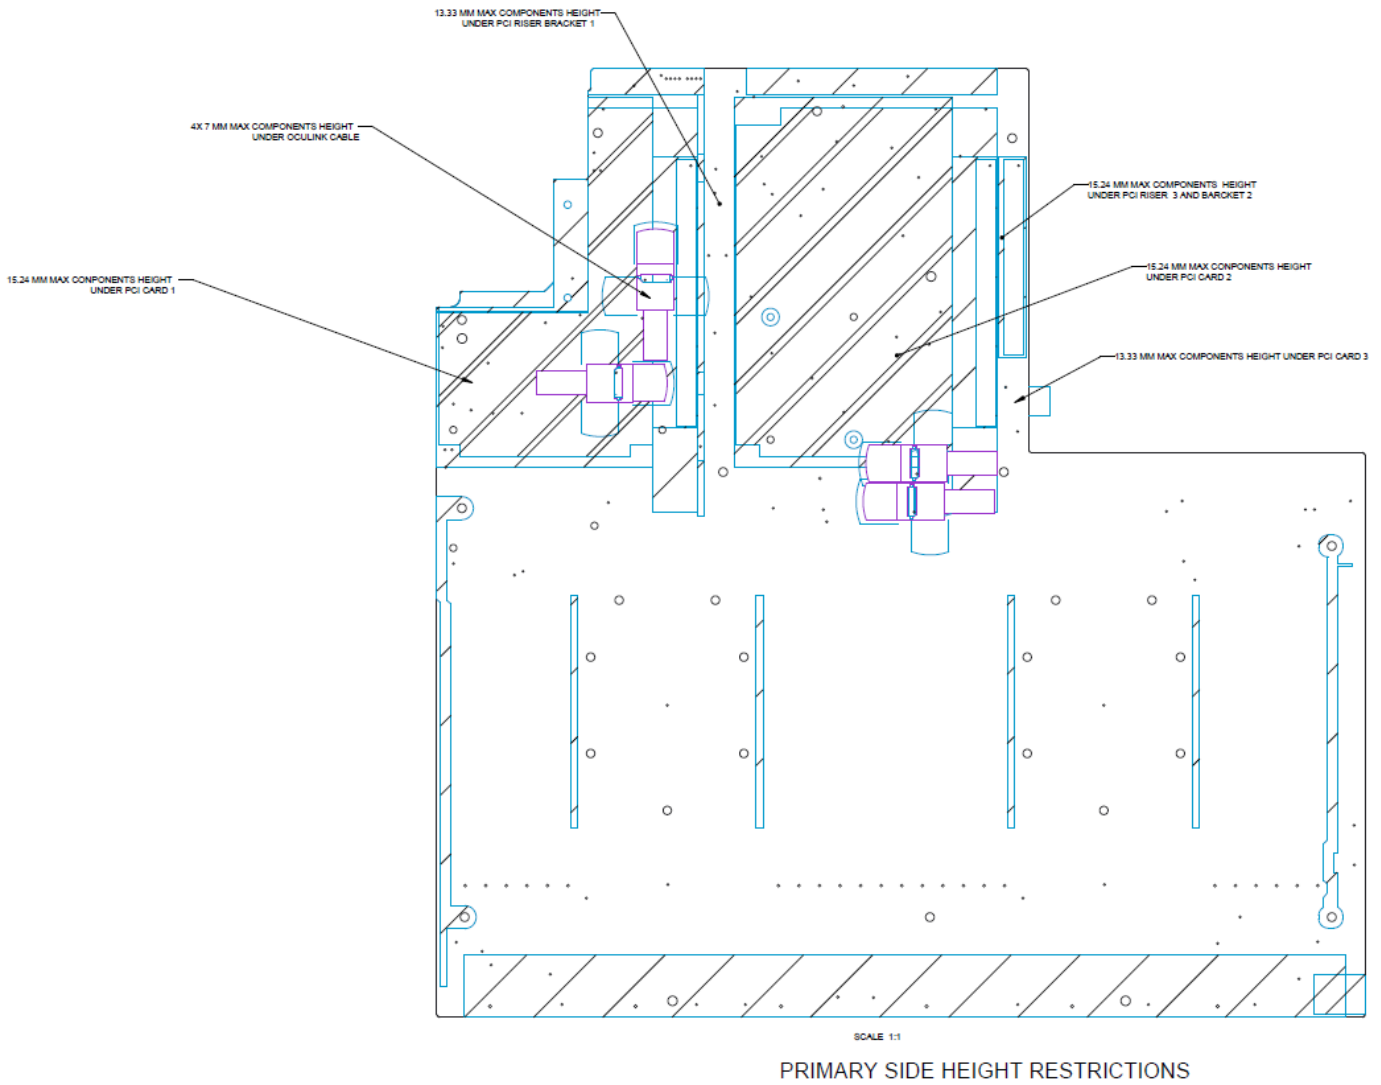 13.33 MM MAX COMPONENTS HEIGHT
UNDER PCI RISER BRACKET 1
4X 7 MM MAX COMPONENTS HEIGHT
UNDER OCULINK CABLE
15.24 MM MAX COMPONENTS HEIGHT
UNDER PCI RISER 3 AND BARCKET 2
15.24 MM MAX CONPONENTS HEIGHT
UNDER PCI CARD 2
15.24 MM MAX CONPONENTS HEIGHT
UNDER PCI CARD 1
13.33 MM MAX COMPONENTS HEIGHT UNDER PCI CARD 3
SCALE 1:1
PRIMARY SIDE HEIGHT RESTRICTIONS